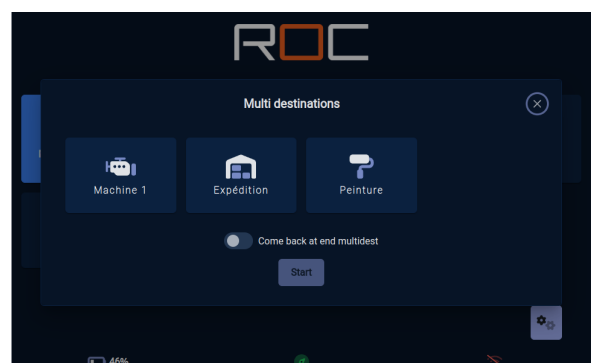 ROC
Multi destinations
Machine 1
Expédition
Peinture
Come back at end multidest
Start
46%